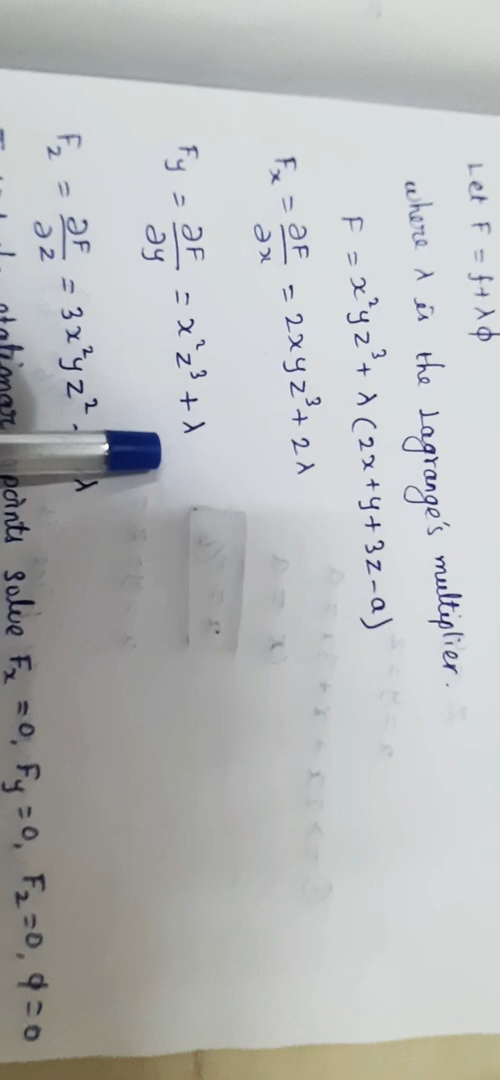 Let F = f + λϕ
where λ is the Lagrange's multiplier.
F = x²yz³ + λ(2x + y + 3z - a)
Fx = ∂F/∂x = 2xyz³ + 2λ
Fy = ∂F/∂y = x²z³ + λ
Fz = ∂F/∂z = 3x²yz² λ
points solve Fx = 0, Fy = 0, Fz = 0, ϕ = 0